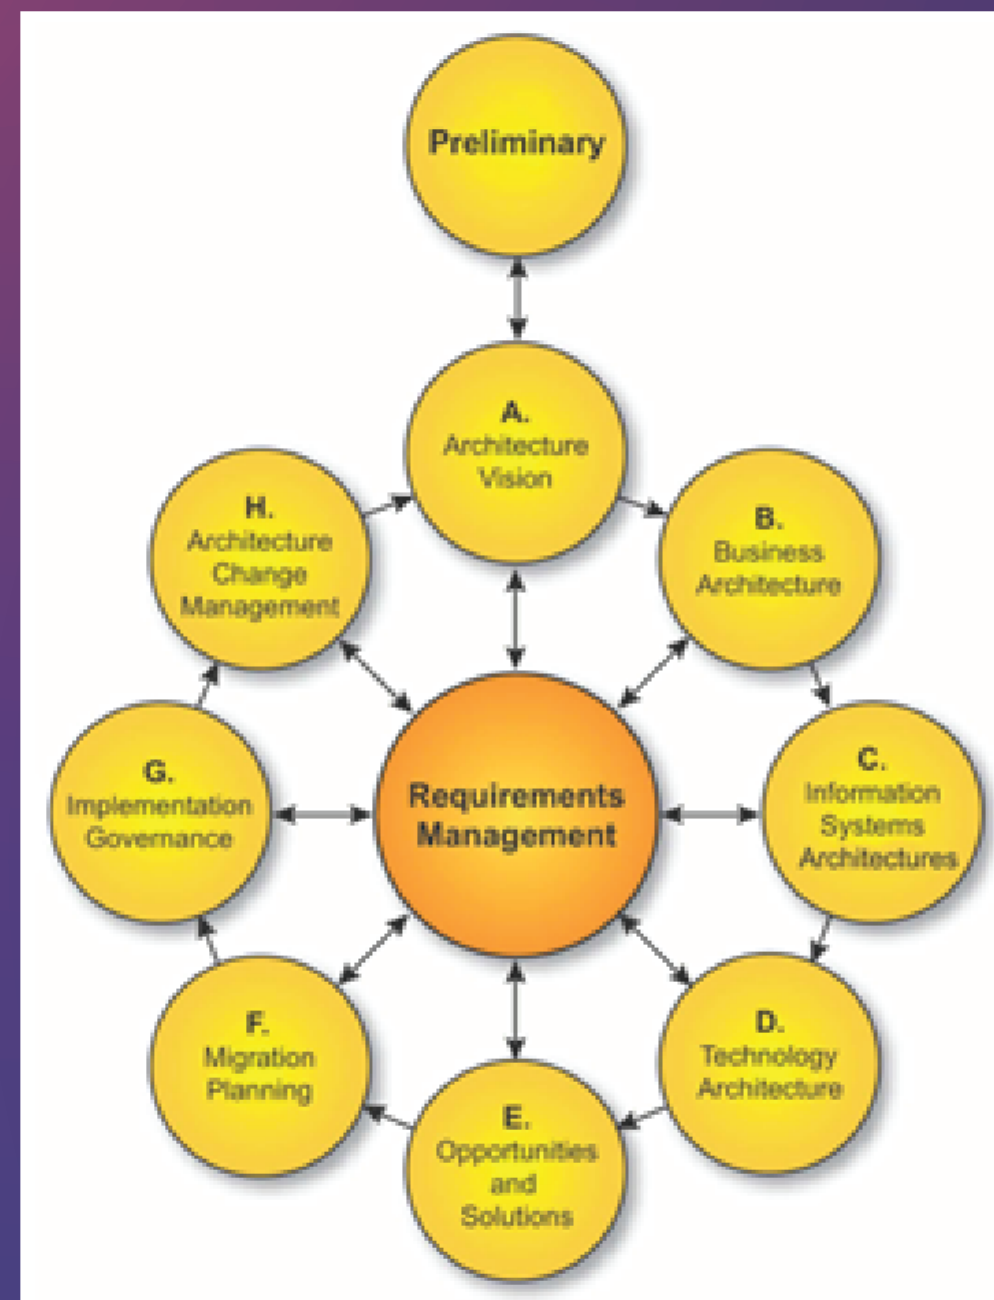 Preliminary
A.
Architecture
Vision
B.
Business
Architecture
C.
Information
Systems
Architectures
D.
Technology
Architecture
E.
Opportunities
and
Solutions
F.
Migration
Planning
G.
Implementation
Governance
H.
Architecture
Change
Management
Requirements
Management